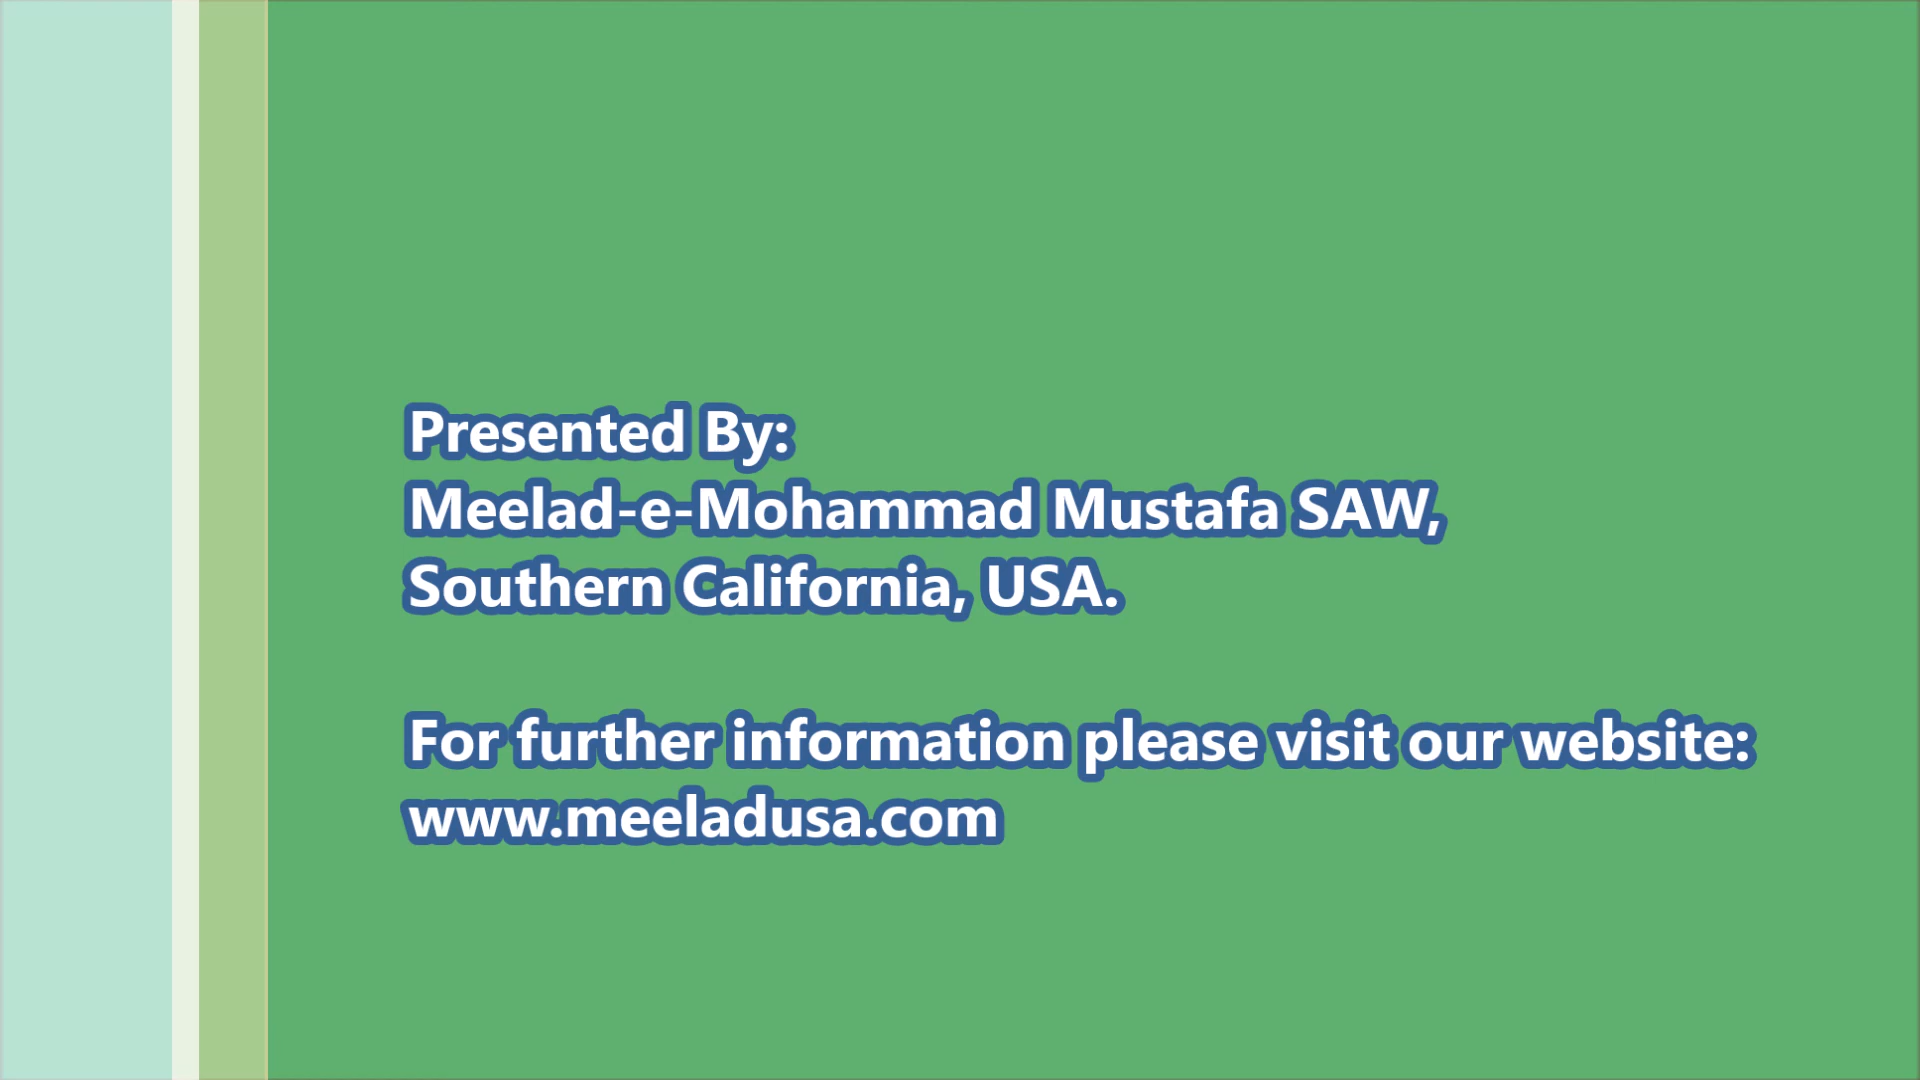 Presented By:
Meelad-e-Mohammad Mustafa SAW,
Southern California, USA.
For further information please visit our website:
www.meeladusa.com